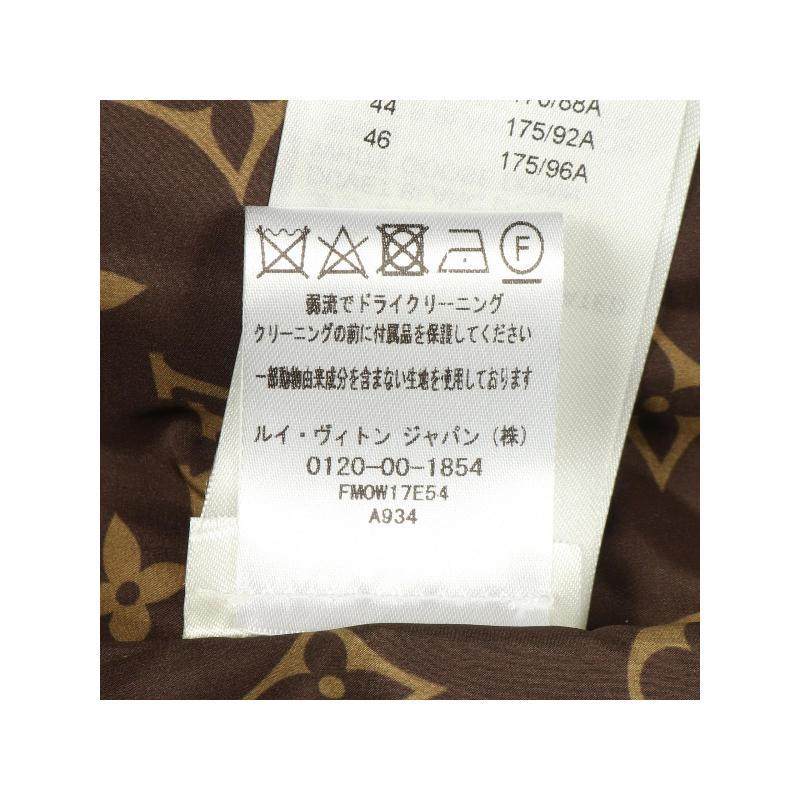 44 170/88A
46 175/92A
175/96A
F
弱流でドライクリーニング
クリーニングの前に付属品を保護してください
一部動物由来成分を含まない生地を使用しております
ルイ・ヴィトン ジャパン (株)
0120-00-1854
FMOW17E54
A934